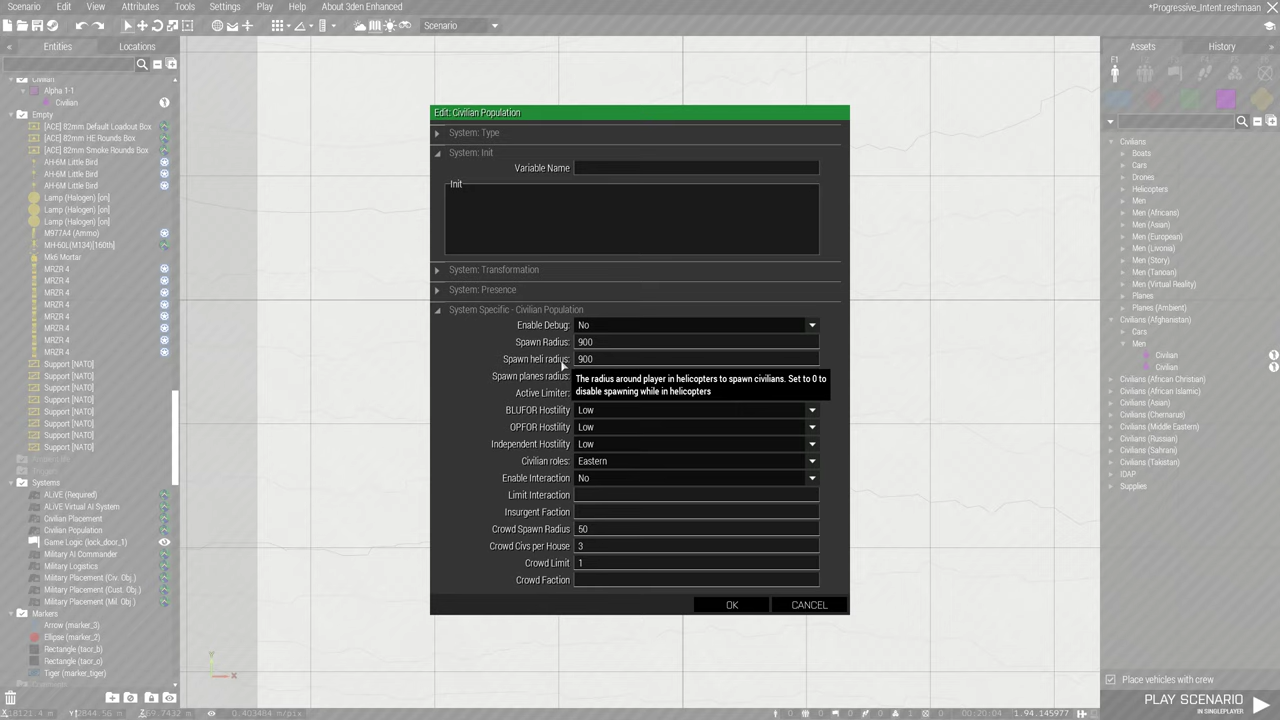 Scenario Edit View Attributes Tools Settings Play Help About 3den Enhanced
*Progressive_Intent.reshmaan
Scenario
Entities Locations
Civilian
Alpha 1-1
Civilian
Empty
[ACE] 82mm Default Loadout Box
[ACE] 82mm HE Rounds Box
[ACE] 82mm Smoke Rounds Box
AH-6M Little Bird
AH-6M Little Bird
AH-6M Little Bird
Lamp (Halogen) [on]
Lamp (Halogen) [on]
Lamp (Halogen) [on]
M977A4 (Ammo)
MH-60L(M134)[160th]
Midi Mortar
MRZR 4
MRZR 4
MRZR 4
MRZR 4
MRZR 4
MRZR 4
MRZR 4
MRZR 4
Support [NATO]
Support [NATO]
Support [NATO]
Support [NATO]
Support [NATO]
Support [NATO]
Support [NATO]
Support [NATO]
Systems
ALiVE (Required)
ALiVE Virtual AI System
Civilian Placement
Civilian Population
Game Logic (lock_door_1)
Military AI Commander
Military Logistics
Military Placement (Civ. Obj.)
Military Placement (Cust. Obj.)
Military Placement (Mil. Obj.)
Markers
Arrow (marker_3)
Ellipse (marker_2)
Rectangle (taor_b)
Rectangle (taor_o)
Tiger (marker_tiger)
Edit: Civilian Population
System: Type
System: Init
Variable Name
Init
System: Transformation
System: Presence
System Specific - Civilian Population
Enable Debug: No
Spawn Radius: 900
Spawn heli radius: 900
Spawn planes radius:
The radius around player in helicopters to spawn civilians. Set to 0 to
disable spawning while in helicopters
Active Limiter:
BLUFOR Hostility Low
OPFOR Hostility Low
Independent Hostility Low
Civilian roles: Eastern
Enable Interaction: No
Limit Interaction
Insurgent Faction
Crowd Spawn Radius 50
Crowd Civs per House 3
Crowd Limit 1
Crowd Faction
OK CANCEL
Assets History
F1
Civilians
Boats
Cars
Drones
Helicopters
Men
Men (Africans)
Men (Asian)
Men (European)
Men (Livonia)
Men (Story)
Men (Tanoan)
Men (Virtual Reality)
Planes
Planes (Ambient)
Civilians (Afghanistan)
Cars
Men
Civilian
Civilian
Civilians (African Christian)
Civilians (African Islamic)
Civilians (Asian)
Civilians (Chernarus)
Civilians (Middle Eastern)
Civilians (Russian)
Civilians (Sahrani)
Civilians (Takistan)
IDAP
Supplies
Place vehicles with crew
PLAY SCENARIO
IN SINGLEPLAYER
Y
X
0.403484 m/pix
00:20:04
1.94.145977